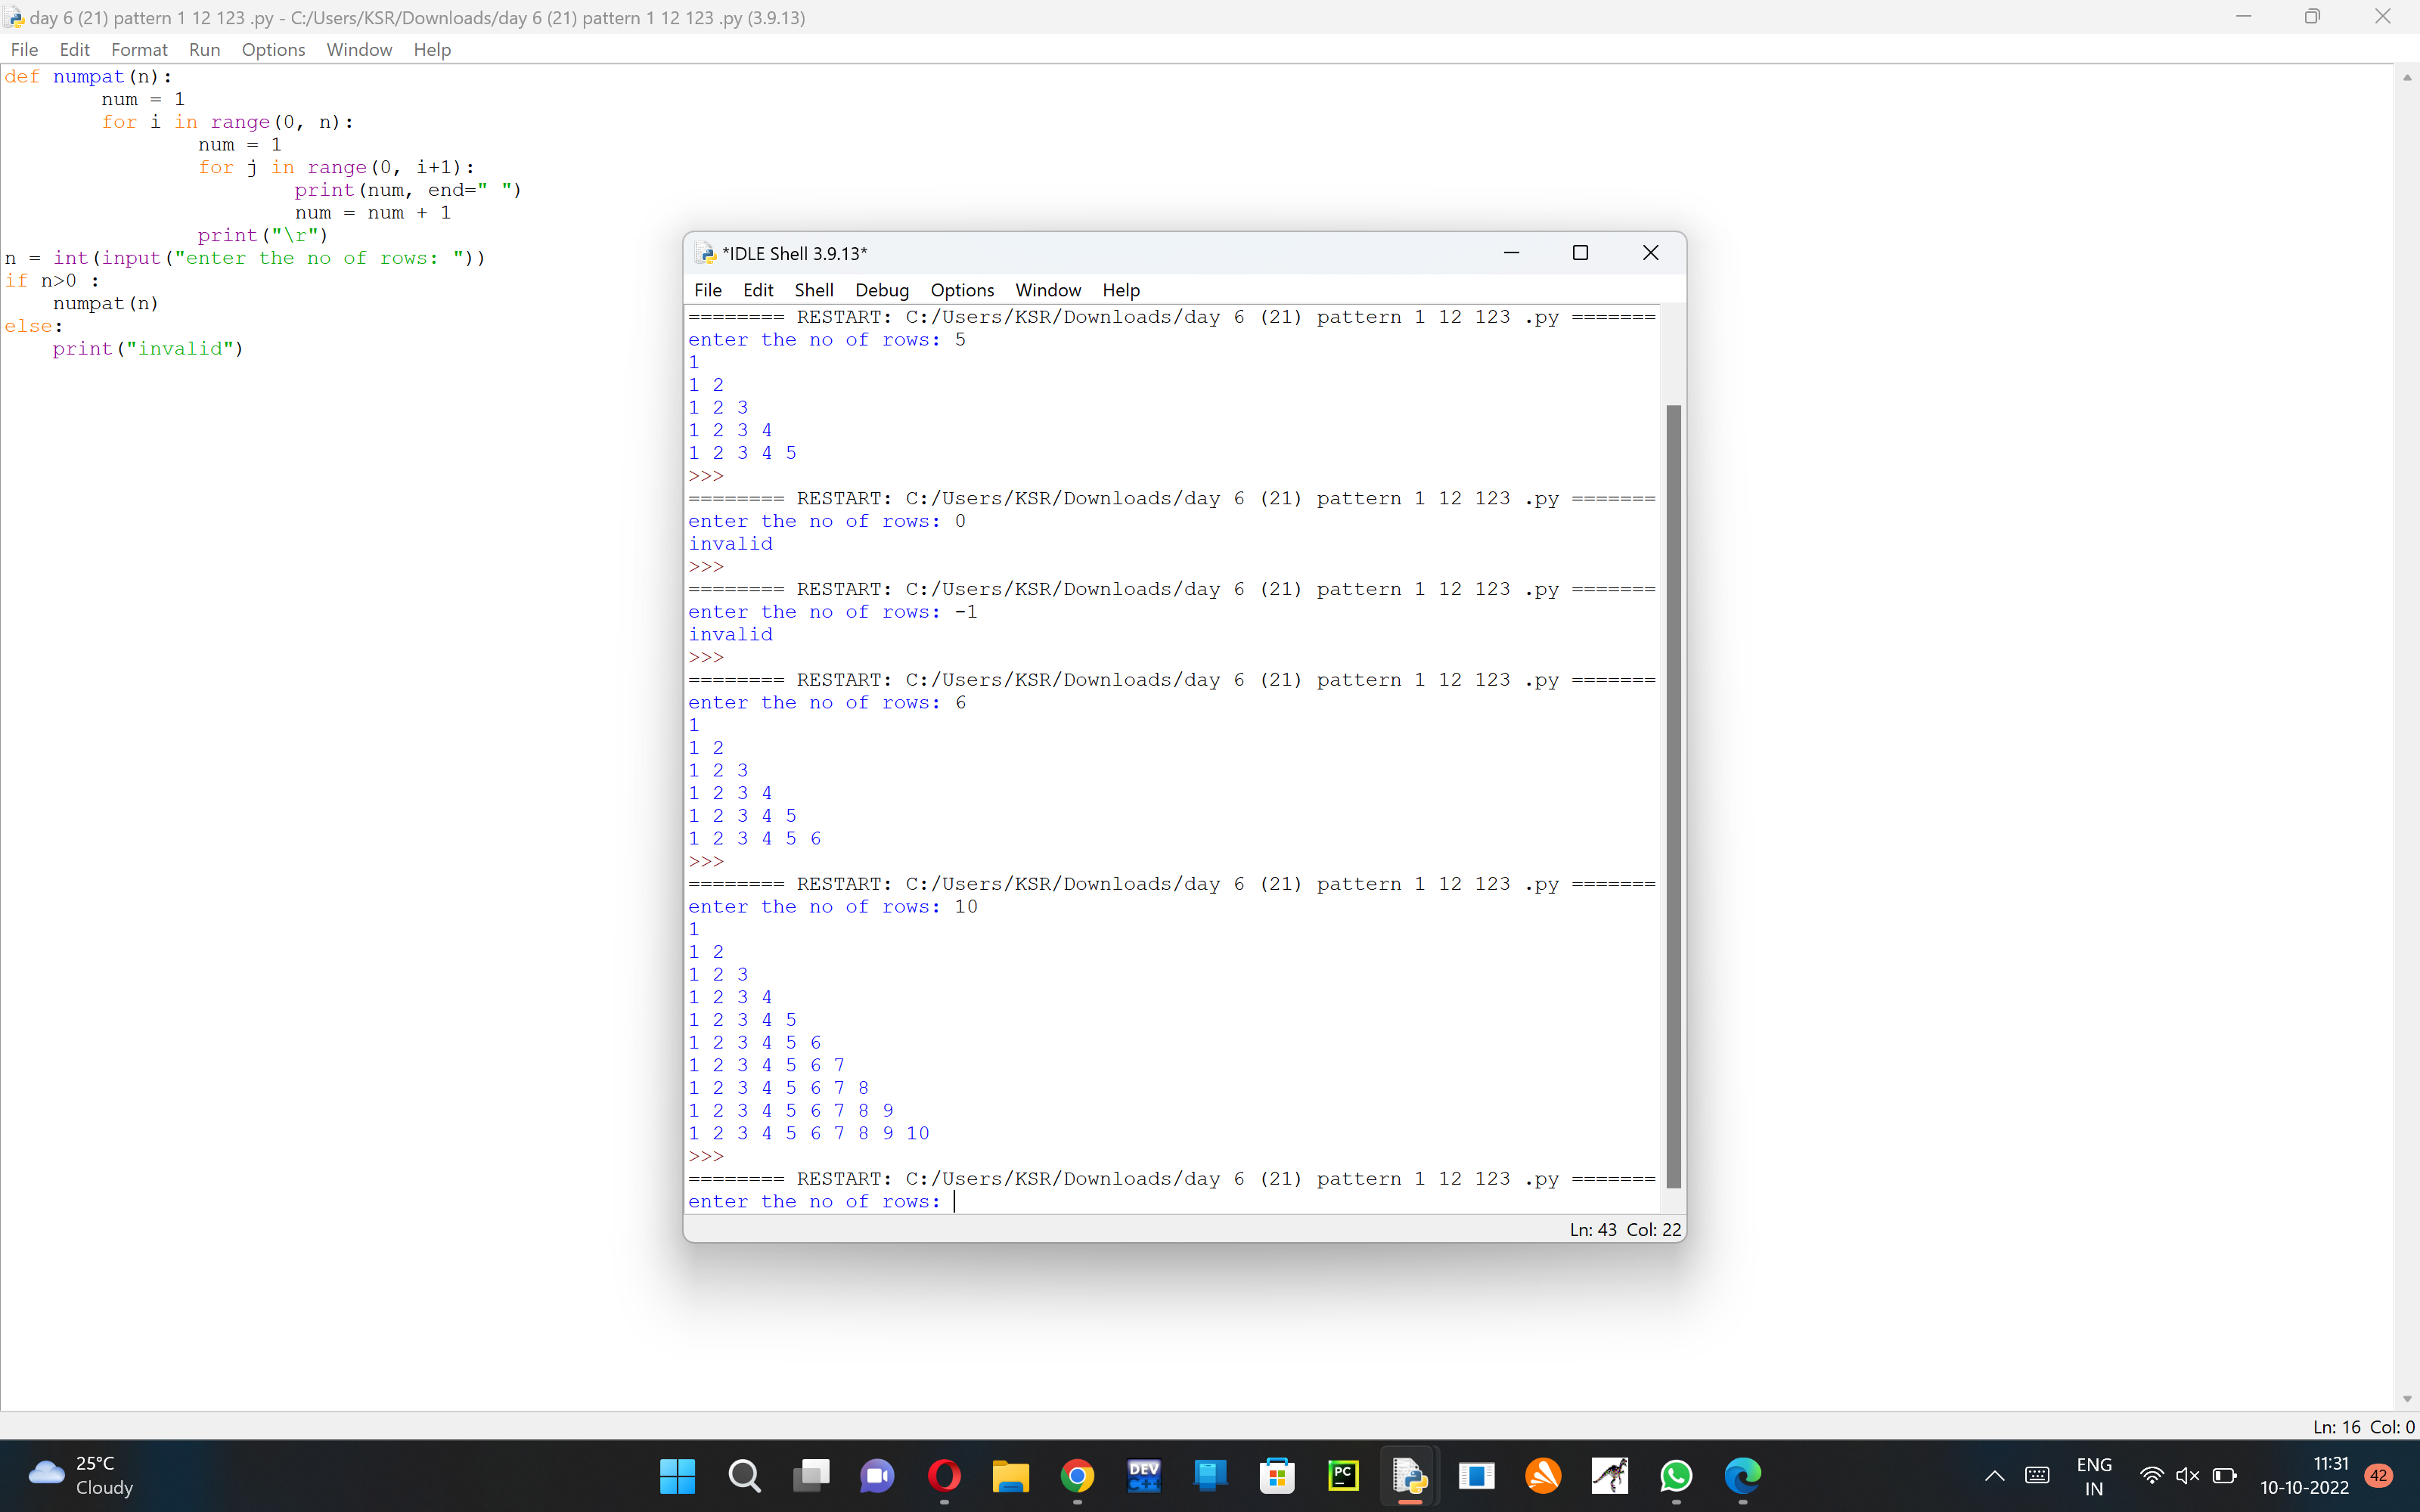 day 6 (21) pattern 1 12 123 .py - C:/Users/KSR/Downloads/day 6 (21) pattern 1 12 123 .py (3.9.13)
File Edit Format Run Options Window Help
def numpat(n):
        num = 1
        for i in range(0, n):
                num = 1
                for j in range(0, i+1):
                        print(num, end=" ")
                        num = num + 1
                print("\r")
n = int(input("enter the no of rows: "))
if n>0 :
    numpat(n)
else:
    print("invalid")
*IDLE Shell 3.9.13*
File Edit Shell Debug Options Window Help
======== RESTART: C:/Users/KSR/Downloads/day 6 (21) pattern 1 12 123 .py =======
enter the no of rows: 5
1
1 2
1 2 3
1 2 3 4
1 2 3 4 5
>>>
======== RESTART: C:/Users/KSR/Downloads/day 6 (21) pattern 1 12 123 .py =======
enter the no of rows: 0
invalid
>>>
======== RESTART: C:/Users/KSR/Downloads/day 6 (21) pattern 1 12 123 .py =======
enter the no of rows: -1
invalid
>>>
======== RESTART: C:/Users/KSR/Downloads/day 6 (21) pattern 1 12 123 .py =======
enter the no of rows: 6
1
1 2
1 2 3
1 2 3 4
1 2 3 4 5
1 2 3 4 5 6
>>>
======== RESTART: C:/Users/KSR/Downloads/day 6 (21) pattern 1 12 123 .py =======
enter the no of rows: 10
1
1 2
1 2 3
1 2 3 4
1 2 3 4 5
1 2 3 4 5 6
1 2 3 4 5 6 7
1 2 3 4 5 6 7 8
1 2 3 4 5 6 7 8 9
1 2 3 4 5 6 7 8 9 10
>>>
======== RESTART: C:/Users/KSR/Downloads/day 6 (21) pattern 1 12 123 .py =======
enter the no of rows:
Ln: 43 Col: 22
Ln: 16 Col: 0
25°C
Cloudy
DEV
C++
PC
ENG
IN
11:31
10-10-2022
42